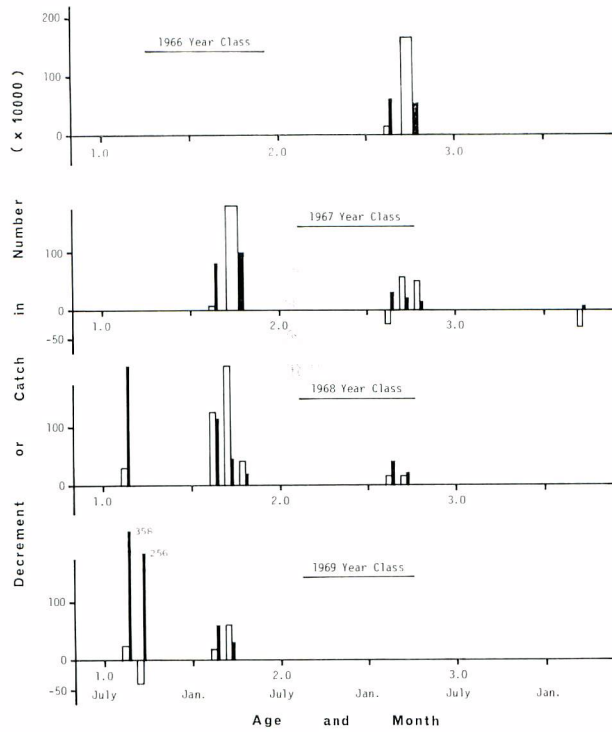 Decrement or Catch in Number ( x 10000 )
200
100
0
1966 Year Class
1.0
2.0
3.0
100
0
-50
1967 Year Class
1.0
2.0
3.0
100
0
1968 Year Class
1.0
2.0
3.0
356
256
100
0
-50
1969 Year Class
1.0
2.0
3.0
July
Jan.
July
Jan.
July
Jan.
Age and Month